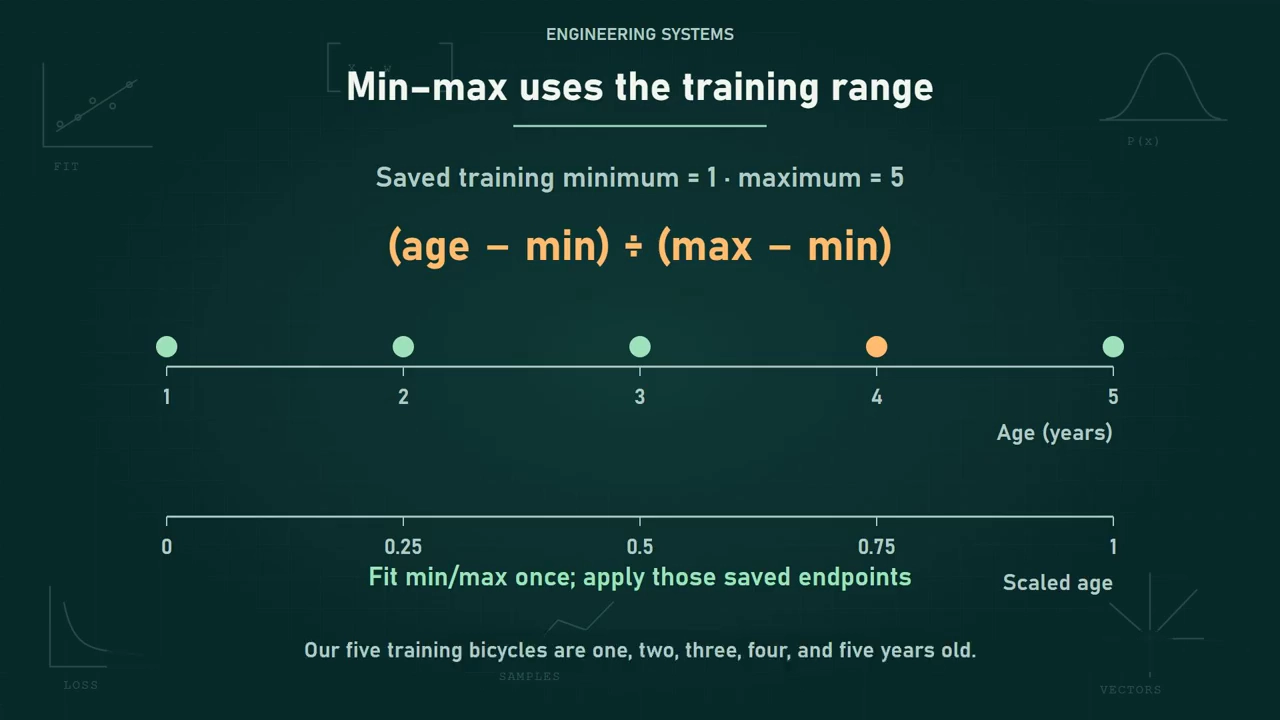 ENGINEERING SYSTEMS
Min–max uses the training range
Saved training minimum = 1 · maximum = 5
(age − min) ÷ (max − min)
1 2 3 4 5
Age (years)
0 0.25 0.5 0.75 1
Fit min/max once; apply those saved endpoints
Scaled age
Our five training bicycles are one, two, three, four, and five years old.
FIT
P(X)
LOSS
SAMPLES
VECTORS